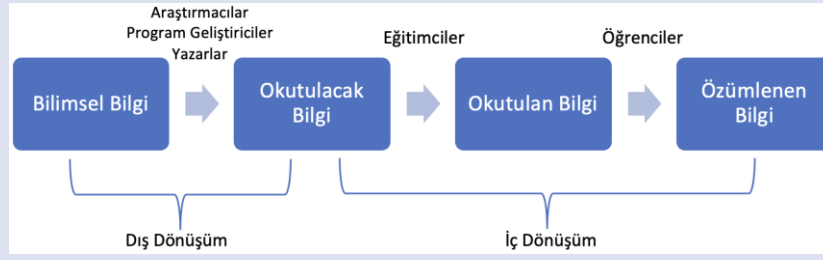 Araştırmacılar
Program Geliştiriciler
Yazarlar
Eğitimciler
Öğrenciler
Bilimsel Bilgi
Okutulacak
Bilgi
Okutulan Bilgi
Özümlenen
Bilgi
Dış Dönüşüm
İç Dönüşüm